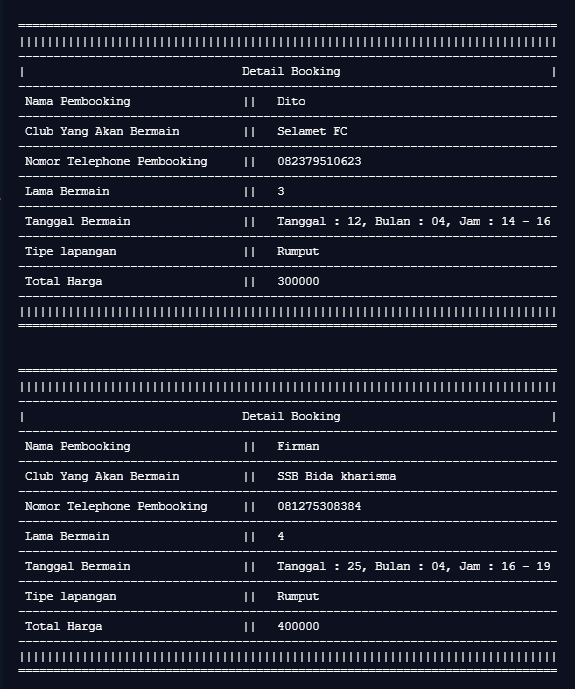 Detail Booking
Nama Pembooking || Dito
Club Yang Akan Bermain || Selamet FC
Nomor Telephone Pembooking || 082379510623
Lama Bermain || 3
Tanggal Bermain || Tanggal : 12, Bulan : 04, Jam : 14 - 16
Tipe lapangan || Rumput
Total Harga || 300000
Detail Booking
Nama Pembooking || Firman
Club Yang Akan Bermain || SSB Bida kharisma
Nomor Telephone Pembooking || 081275308384
Lama Bermain || 4
Tanggal Bermain || Tanggal : 25, Bulan : 04, Jam : 16 - 19
Tipe lapangan || Rumput
Total Harga || 400000